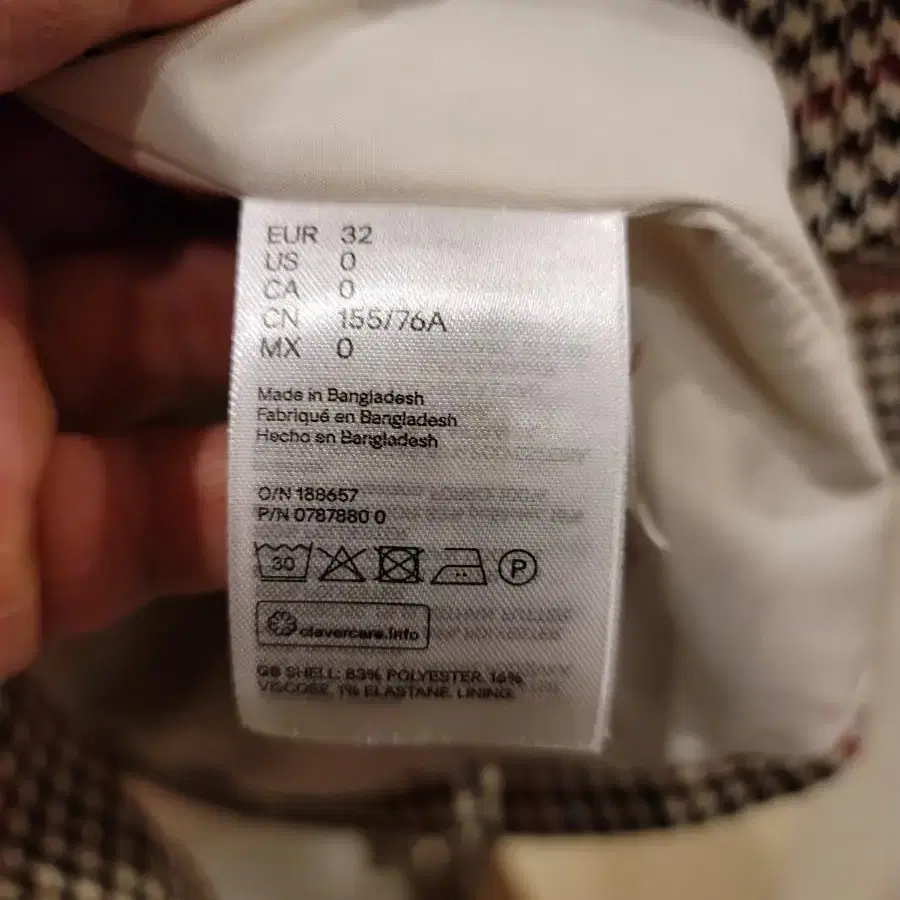 EUR 32
US 0
CA 0
CN 155/76A
MX 0
Made in Bangladesh
Fabriqué en Bangladesh
Hecho en Bangladesh
O/N 188657
P/N 0787880 0
30
P
clevercare.info
GB SHELL: 83% POLYESTER, 16%
VISCOSE, 1% ELASTANE. LINING: